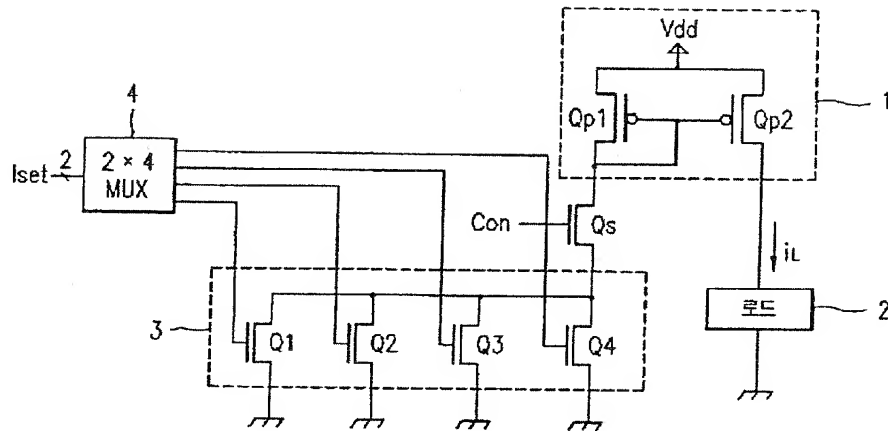 Vdd
1
Qp1
Qp2
4
2
Iset
2 × 4
MUX
Con
Qs
iL
로드
2
3
Q1
Q2
Q3
Q4